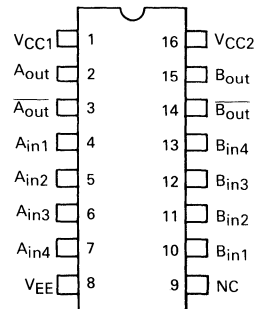 VCC1 1 16 VCC2
Aout 2 15 Bout
Aout 3 14 Bout
Ain1 4 13 Bin4
Ain2 5 12 Bin3
Ain3 6 11 Bin2
Ain4 7 10 Bin1
VEE 8 9 NC